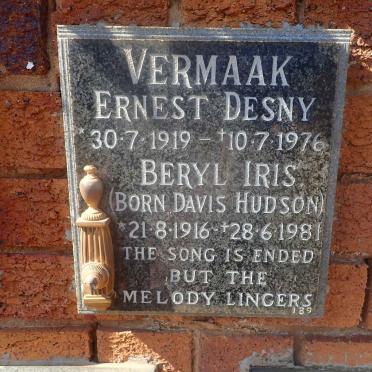 VERMAAK
ERNEST DESNY
*30·7·1919 - †10·7·1976
BERYL IRIS
(BORN DAVIS HUDSON)
*21·8·1916 - †28·6·1981
THE SONG IS ENDED
BUT THE
MELODY LINGERS
189